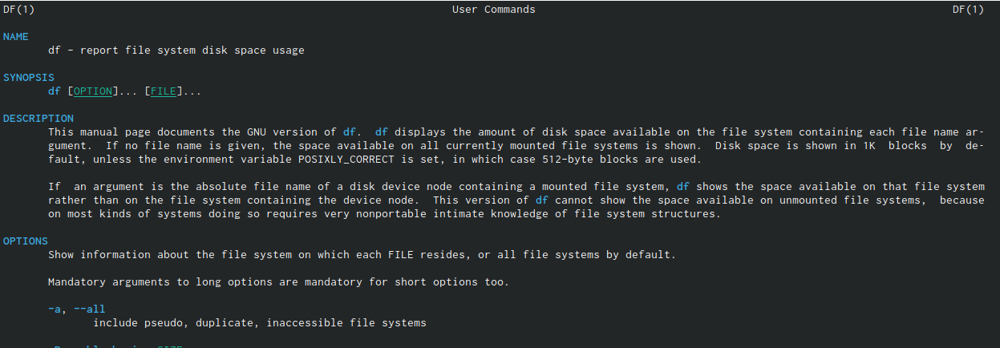 DF(1) User Commands DF(1)
NAME
df - report file system disk space usage
SYNOPSIS
df [OPTION]... [FILE]...
DESCRIPTION
This manual page documents the GNU version of df.  df displays the amount of disk space available on the file system containing each file name ar-
gument.  If no file name is given, the space available on all currently mounted file systems is shown.  Disk space is shown in 1K  blocks  by  de-
fault, unless the environment variable POSIXLY_CORRECT is set, in which case 512-byte blocks are used.
If  an argument is the absolute file name of a disk device node containing a mounted file system, df shows the space available on that file system
rather than on the file system containing the device node.  This version of df cannot show the space available on unmounted file systems,  because
on most kinds of systems doing so requires very nonportable intimate knowledge of file system structures.
OPTIONS
Show information about the file system on which each FILE resides, or all file systems by default.
Mandatory arguments to long options are mandatory for short options too.
-a, --all
include pseudo, duplicate, inaccessible file systems